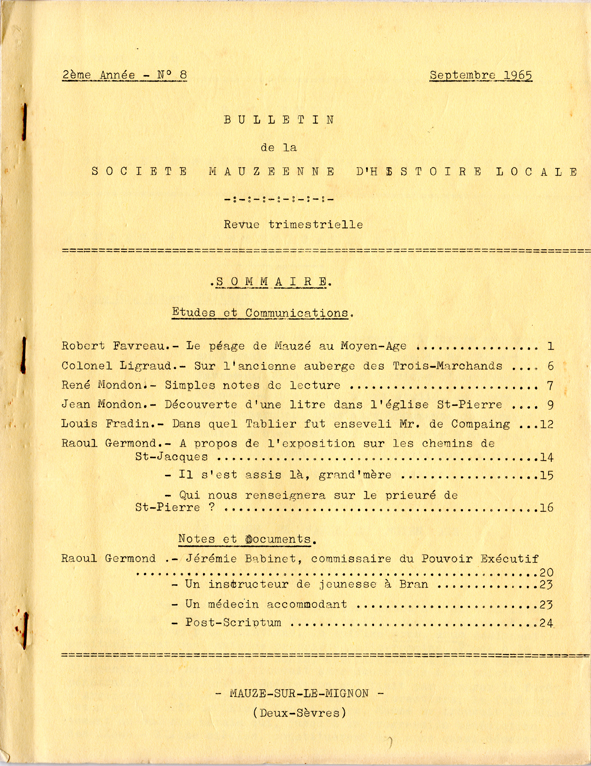 2ème Année - N° 8 Septembre 1965
B U L L E T I N
de la
S O C I E T E M A U Z E E N N E D'H I S T O I R E L O C A L E
-:-:-:-:-:-:-
Revue trimestrielle
.S O M M A I R E.
Etudes et Communications.
Robert Favreau.- Le péage de Mauzé au Moyen-Age ................. 1
Colonel Ligraud.- Sur l'ancienne auberge des Trois-Marchands .... 6
René Mondon.- Simples notes de lecture .......................... 7
Jean Mondon.- Découverte d'une litre dans l'église St-Pierre .... 9
Louis Fradin.- Dans quel Tablier fut enseveli Mr. de Compaing ...12
Raoul Germond.- A propos de l'exposition sur les chemins de
St-Jacques ...........................................14
- Il s'est assis là, grand'mère ..................15
- Qui nous renseignera sur le prieuré de
St-Pierre ? ..........................................16
Notes et Documents.
Raoul Germond .- Jérémie Babinet, commissaire du Pouvoir Exécutif
.....................................................20
- Un instructeur de jeunesse à Bran ..............23
- Un médecin accommodant ........................23
- Post-Scriptum .................................24
- MAUZE-SUR-LE-MIGNON -
(Deux-Sèvres)